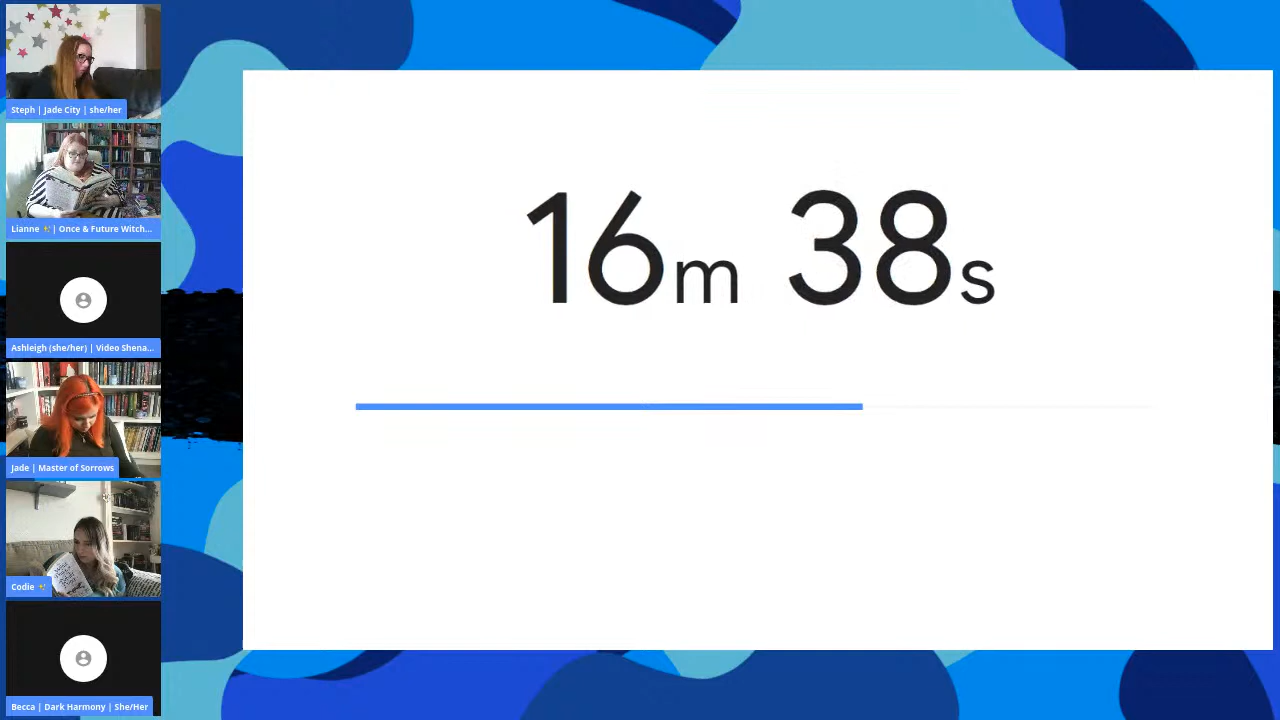 Steph | Jade City | she/her
Lianne ✨ | Once & Future Witch...
Ashleigh (she/her) | Video Shena...
Jade | Master of Sorrows
Codie ✨
Becca | Dark Harmony | She/Her
16m 38s